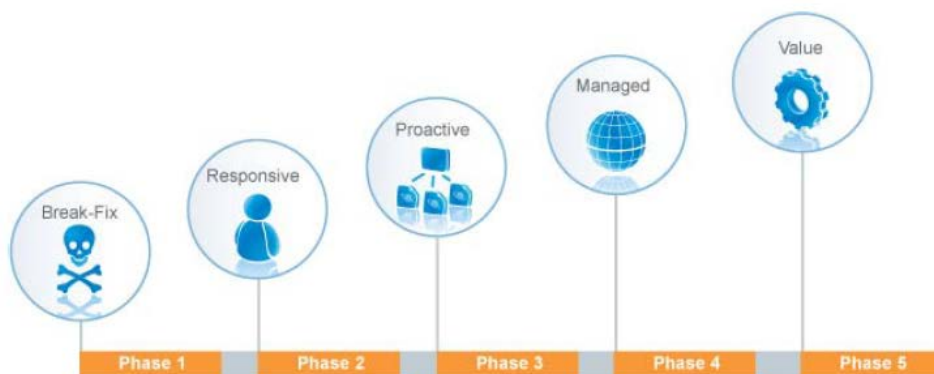 Value
Managed
Proactive
Responsive
Break-Fix
Phase 1 Phase 2 Phase 3 Phase 4 Phase 5